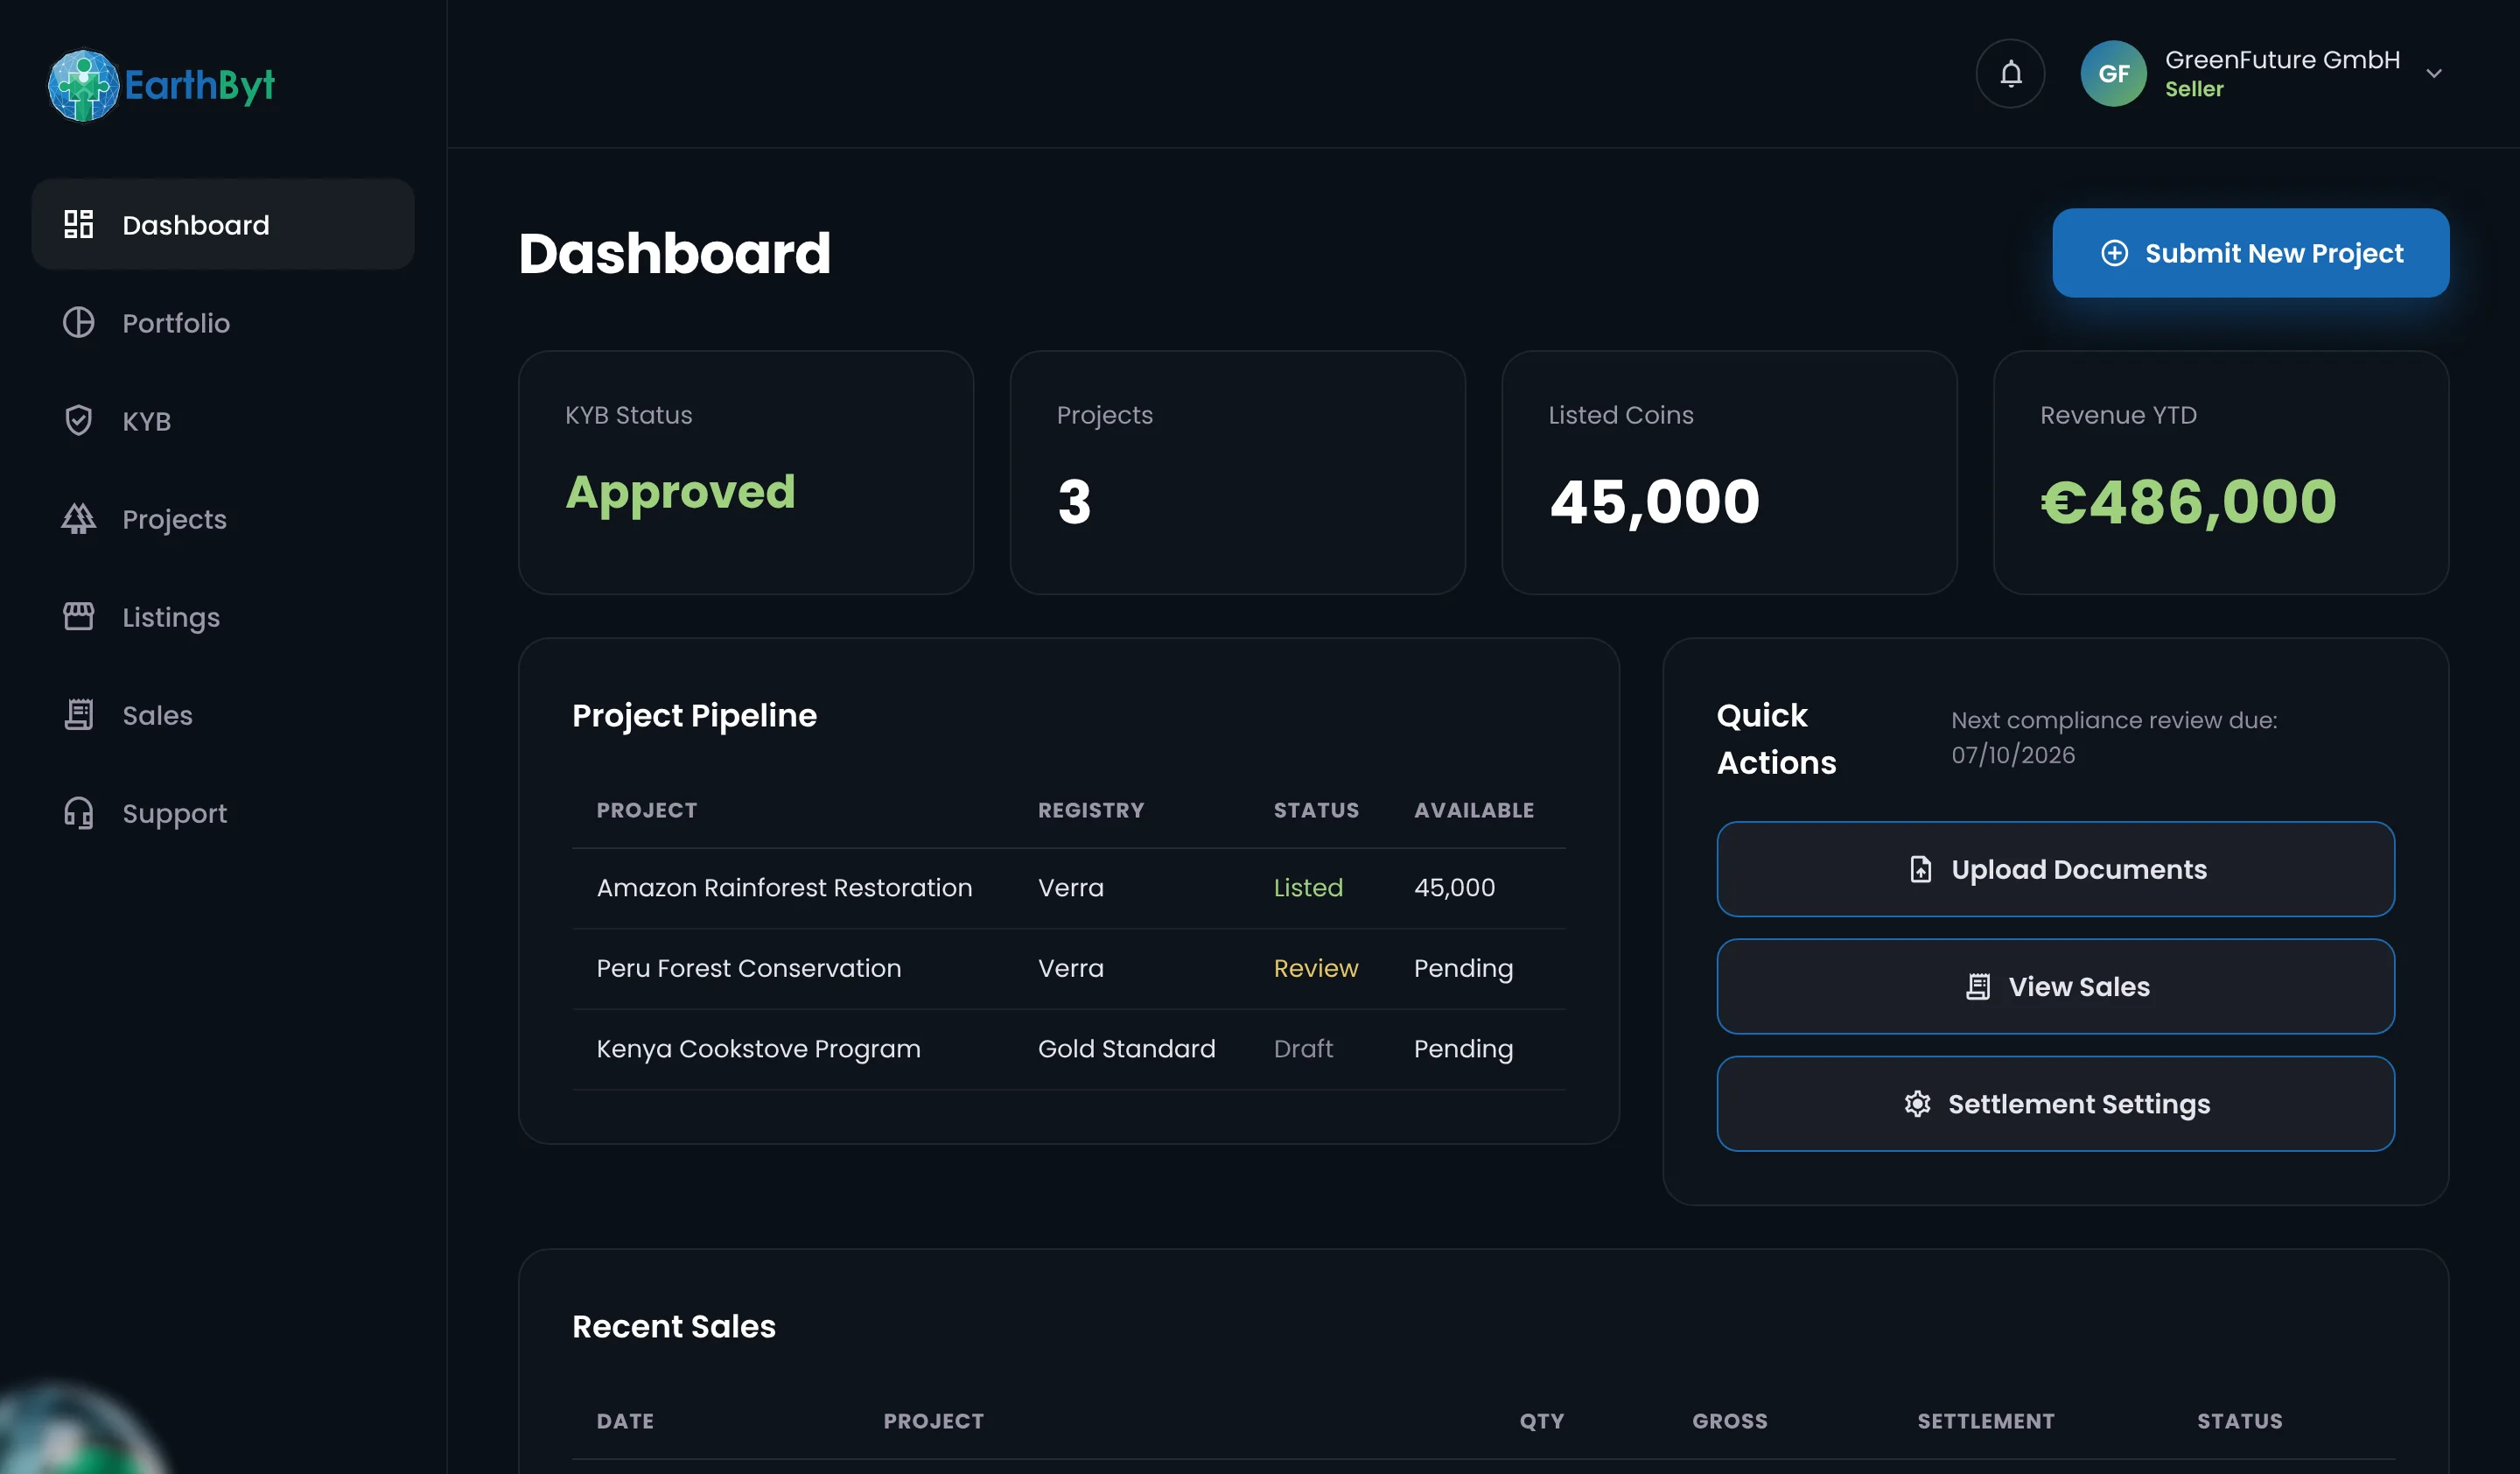 EarthByt
GF
GreenFuture GmbH
Seller
Dashboard
Portfolio
KYB
Projects
Listings
Sales
Support
Dashboard
Submit New Project
KYB Status
Approved
Projects
3
Listed Coins
45,000
Revenue YTD
€486,000
Project Pipeline
PROJECT REGISTRY STATUS AVAILABLE
Amazon Rainforest Restoration Verra Listed 45,000
Peru Forest Conservation Verra Review Pending
Kenya Cookstove Program Gold Standard Draft Pending
Quick
Actions
Next compliance review due:
07/10/2026
Upload Documents
View Sales
Settlement Settings
Recent Sales
DATE PROJECT QTY GROSS SETTLEMENT STATUS